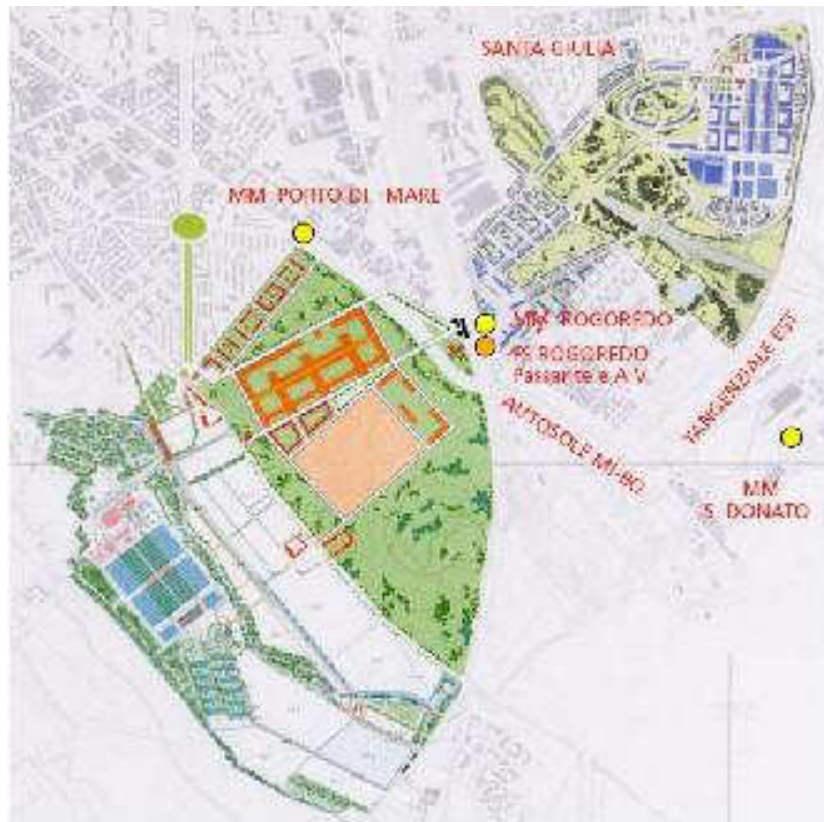 SANTA GIULIA
MM PORTO DI MARE
MM ROGOREDO
FS ROGOREDO
Passante e A.V.
AUTOSOLE MI-BO
TANGENZIALE EST
MM
S. DONATO